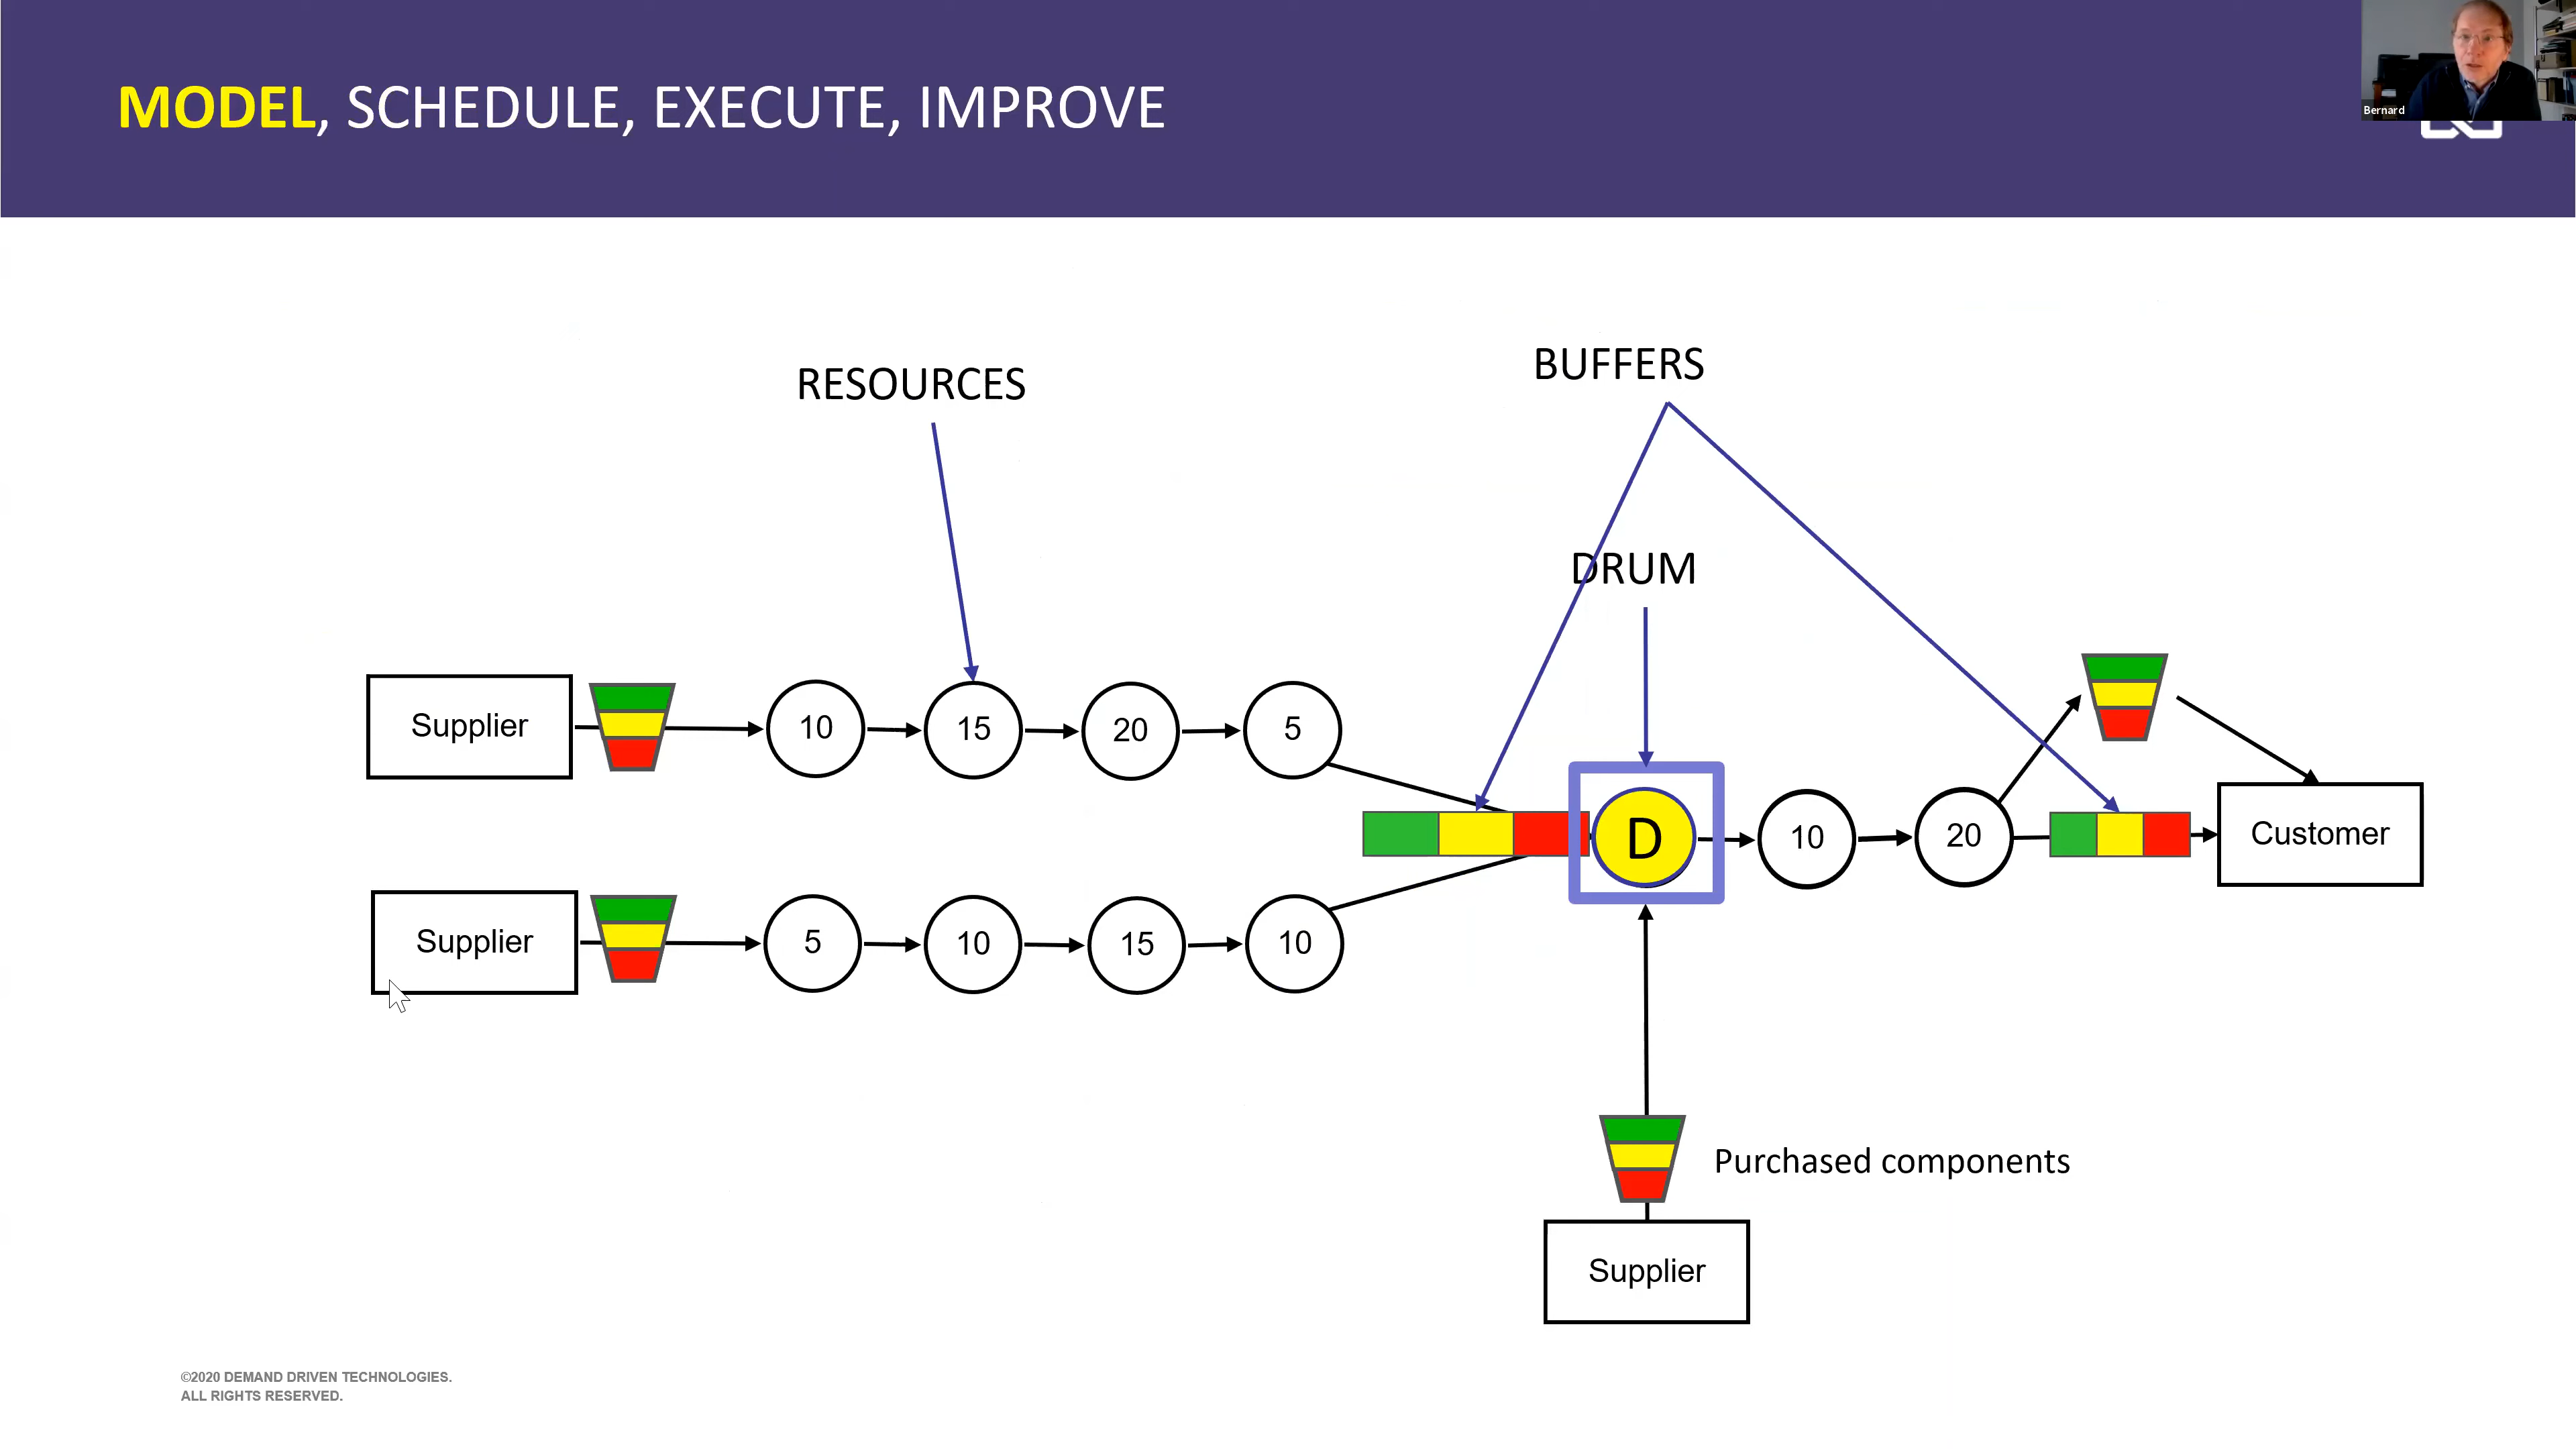 MODEL, SCHEDULE, EXECUTE, IMPROVE
Bernard
RESOURCES
BUFFERS
DRUM
Supplier
10
15
20
5
D
10
20
Customer
Supplier
5
10
15
10
Purchased components
Supplier
©2020 DEMAND DRIVEN TECHNOLOGIES.
ALL RIGHTS RESERVED.